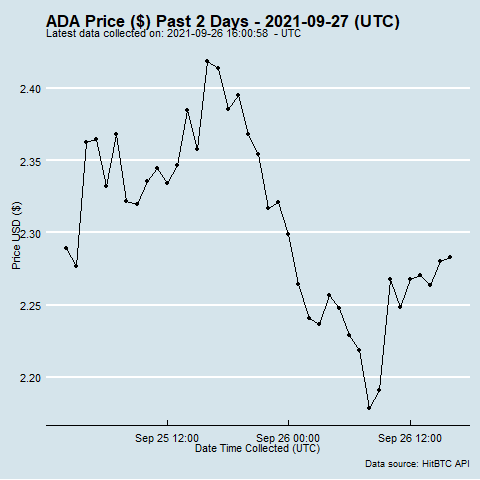 ADA Price ($) Past 2 Days - 2021-09-27 (UTC)
Latest data collected on: 2021-09-26 16:00:58 - UTC
2.40
2.35
2.30
2.25
2.20
Price USD ($)
Sep 25 12:00 Sep 26 00:00 Sep 26 12:00
Date Time Collected (UTC)
Data source: HitBTC API